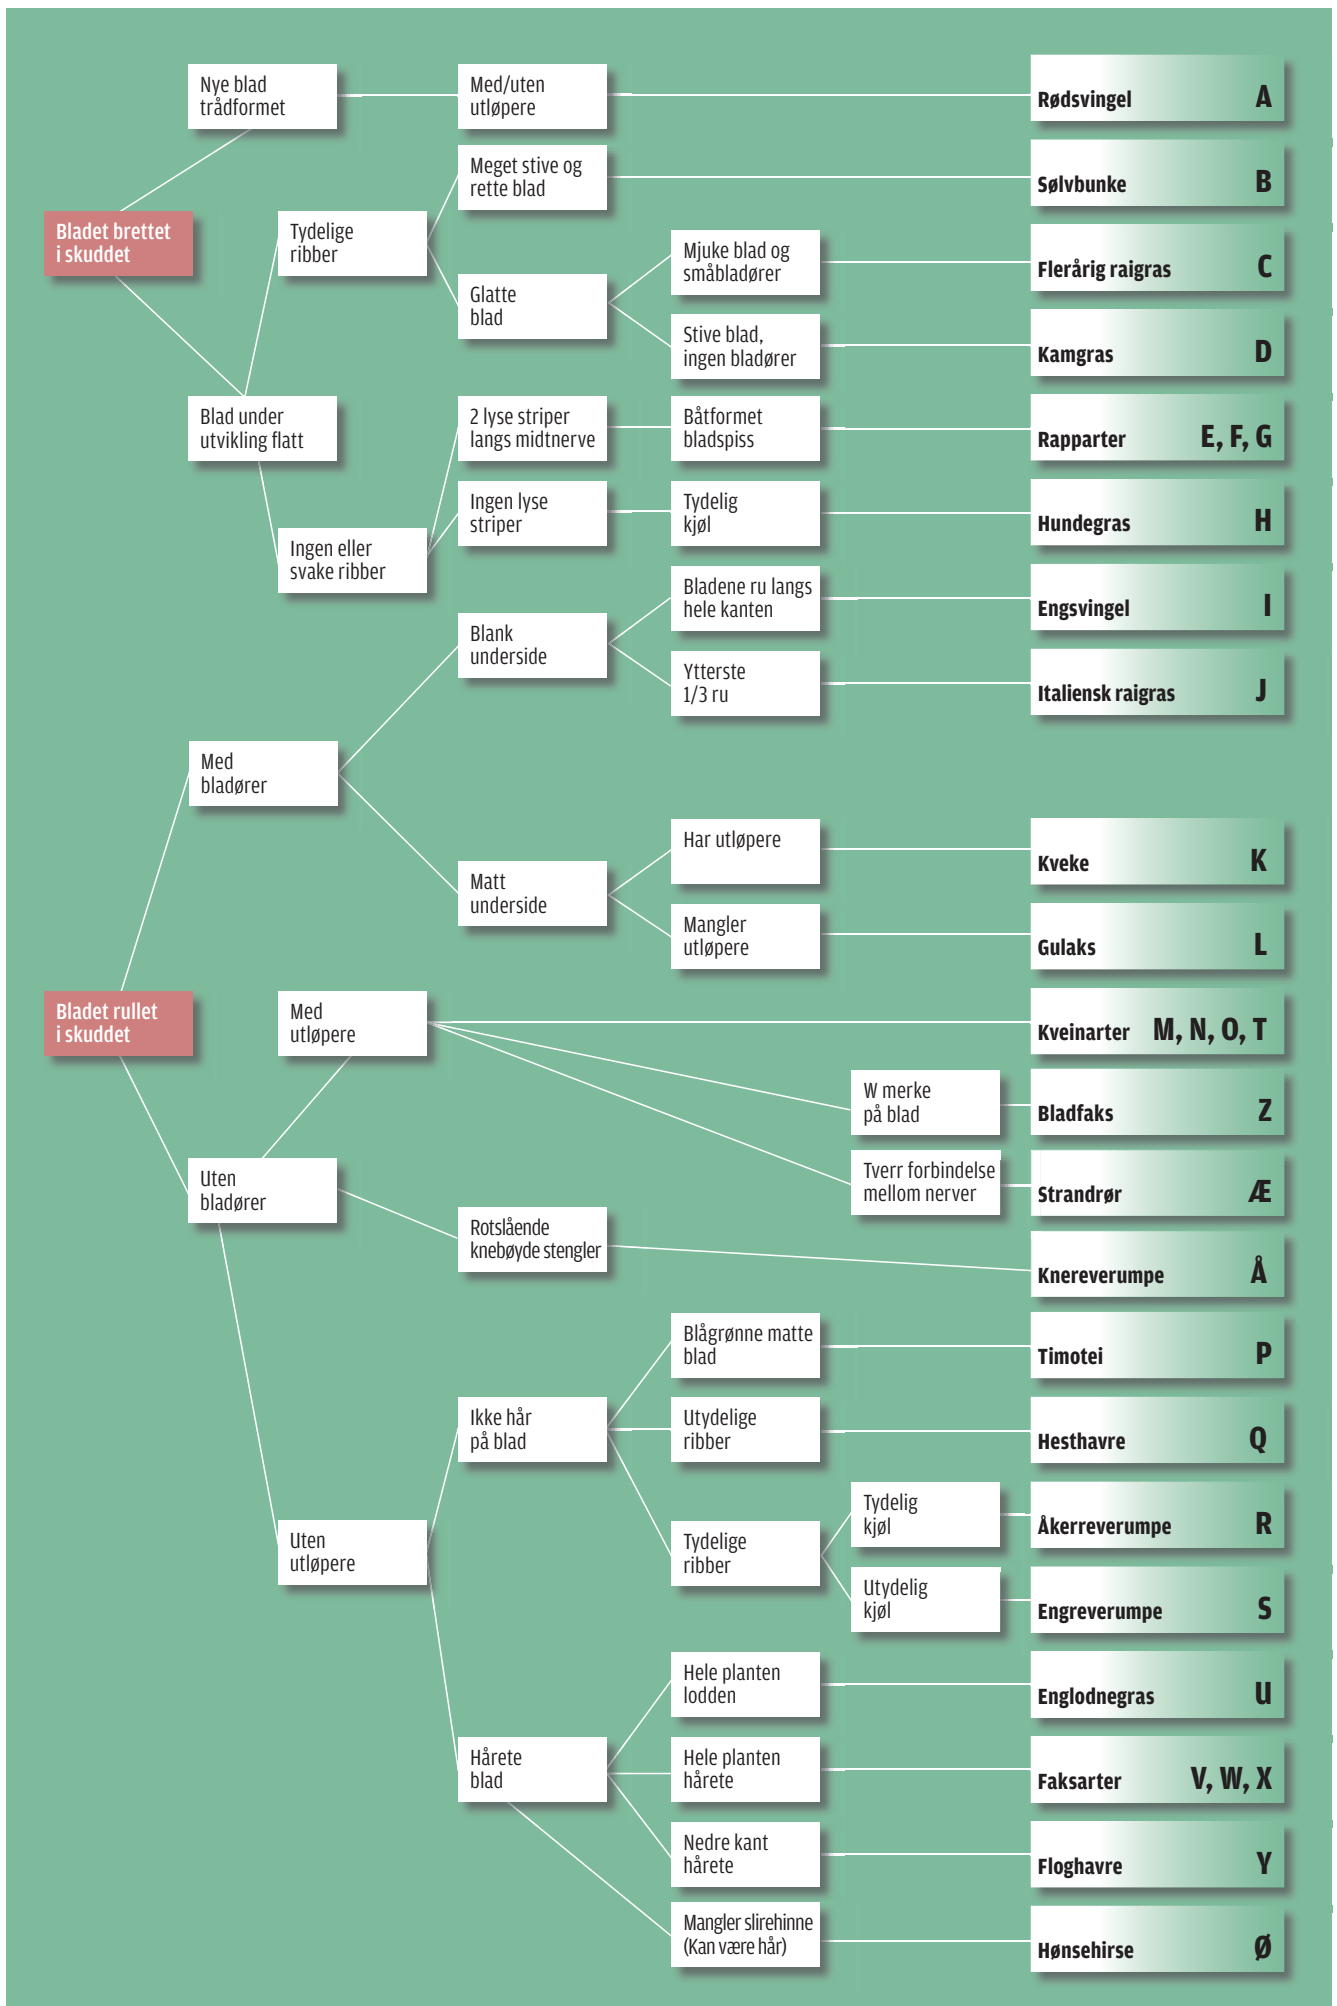 Nye blad
trådformet
Med/uten
utløpere
Rødsvingel A
Meget stive og
rette blad
Sølvbunke B
Bladet brettet
i skuddet
Tydelige
ribber
Glatte
blad
Mjuke blad og
småbladører
Flerårig raigras C
Stive blad,
ingen bladører
Kamgras D
Blad under
utvikling flatt
2 lyse striper
langs midtnerve
Båtformet
bladspiss
Rapparter E, F, G
Ingen lyse
striper
Tydelig
kjøl
Hundegras H
Ingen eller
svake ribber
Bladene ru langs
hele kanten
Engsvingel I
Blank
underside
Ytterste
1/3 ru
Italiensk raigras J
Med
bladører
Matt
underside
Har utløpere
Kveke K
Mangler
utløpere
Gulaks L
Bladet rullet
i skuddet
Med
utløpere
Kveinarter M, N, O, T
W merke
på blad
Bladfaks Z
Tverr forbindelse
mellom nerver
Strandrør Æ
Uten
bladører
Rotslående
knebøyde stengler
Knereverumpe Å
Blågrønne matte
blad
Timotei P
Ikke hår
på blad
Utydelige
ribber
Hesthavre Q
Uten
utløpere
Tydelige
ribber
Tydelig
kjøl
Åkerreverumpe R
Utydelig
kjøl
Engreverumpe S
Hele planten
lodden
Englodnegras U
Hårete
blad
Hele planten
hårete
Faksarter V, W, X
Nedre kant
hårete
Floghavre Y
Mangler slirehinne
(Kan være hår)
Hønsehirse Ø